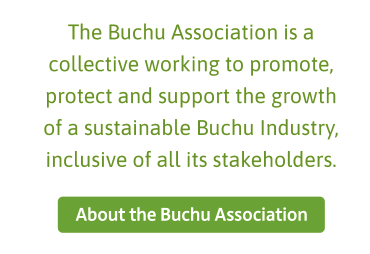 The Buchu Association is a
collective working to promote,
protect and support the growth
of a sustainable Buchu Industry,
inclusive of all its stakeholders.
About the Buchu Association